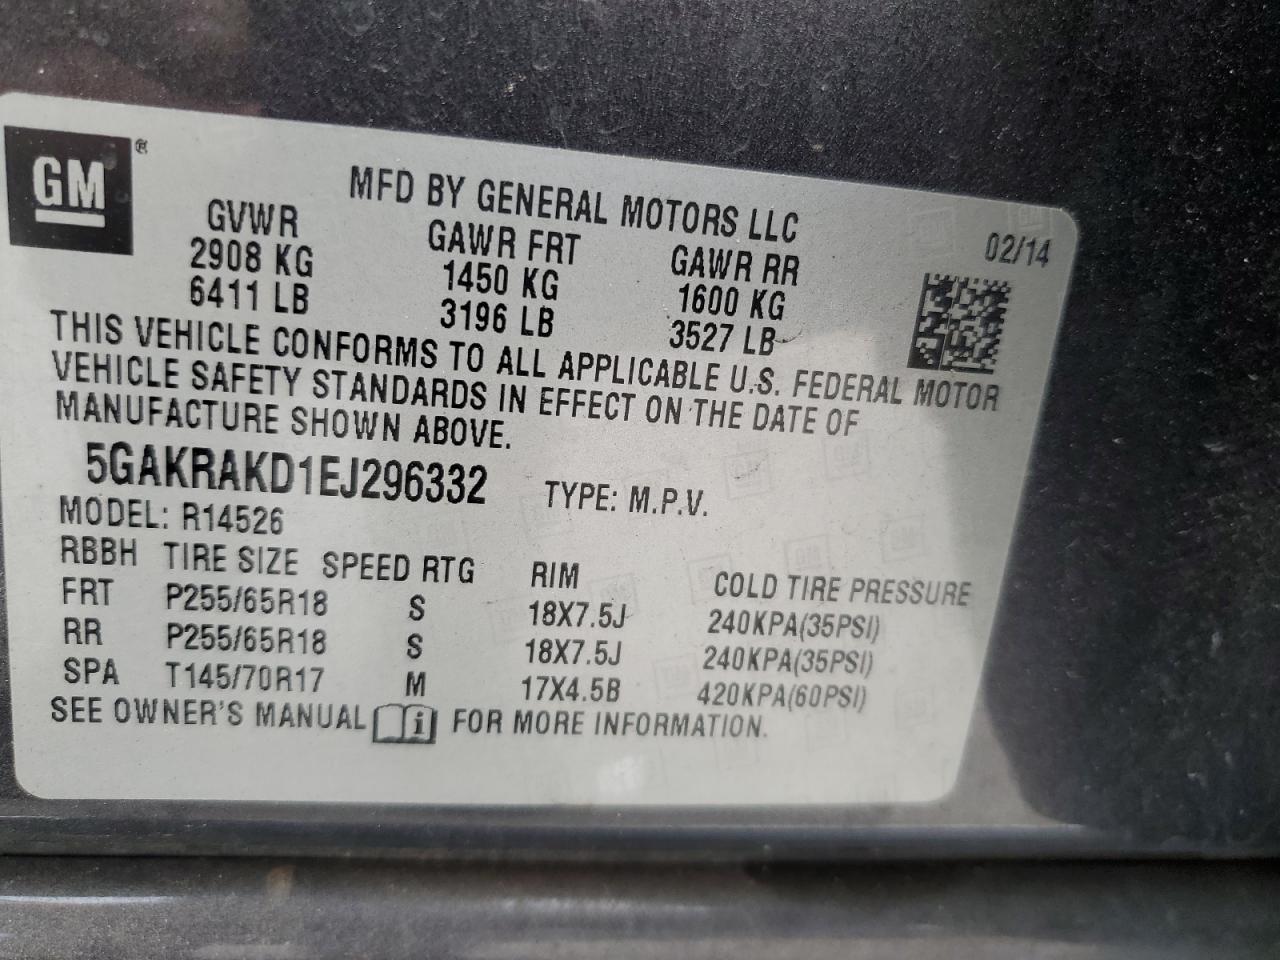 GM®
MFD BY GENERAL MOTORS LLC
02/14
GVWR GAWR FRT GAWR RR
2908 KG 1450 KG 1600 KG
6411 LB 3196 LB 3527 LB
THIS VEHICLE CONFORMS TO ALL APPLICABLE U.S. FEDERAL MOTOR
VEHICLE SAFETY STANDARDS IN EFFECT ON THE DATE OF
MANUFACTURE SHOWN ABOVE.
5GAKRAKD1EJ296332 TYPE: M.P.V.
MODEL: R14526
RBBH TIRE SIZE SPEED RTG RIM COLD TIRE PRESSURE
FRT P255/65R18 S 18X7.5J 240KPA(35PSI)
RR P255/65R18 S 18X7.5J 240KPA(35PSI)
SPA T145/70R17 M 17X4.5B 420KPA(60PSI)
SEE OWNER'S MANUAL i FOR MORE INFORMATION.